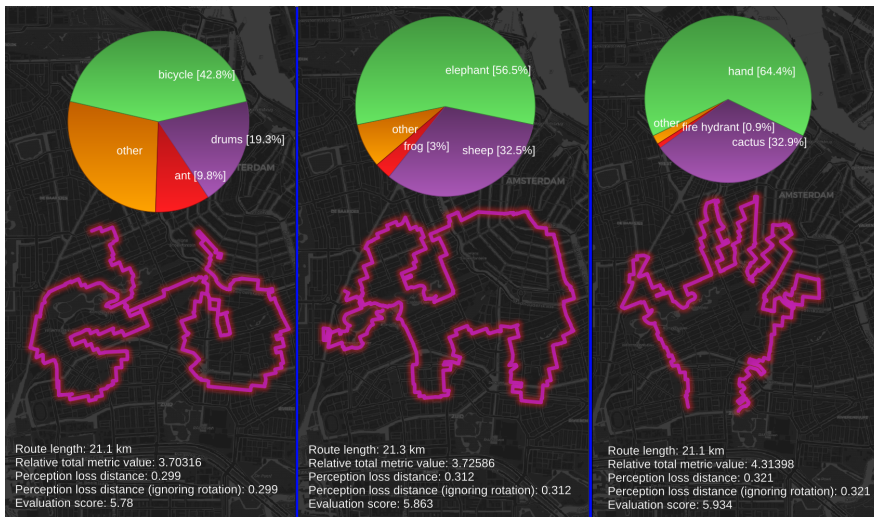 bicycle [42.8%]
other
drums [19.3%]
ant [9.8%]
TERDAM
Route length: 21.1 km
Relative total metric value: 3.70316
Perception loss distance: 0.299
Perception loss distance (ignoring rotation): 0.299
Evaluation score: 5.78
elephant [56.5%]
other
frog [3%]
sheep [32.5%]
AMSTERDAM
Route length: 21.3 km
Relative total metric value: 3.72586
Perception loss distance: 0.312
Perception loss distance (ignoring rotation): 0.312
Evaluation score: 5.863
hand [64.4%]
other
fire hydrant [0.9%]
cactus [32.9%]
AMSTERDAM
Route length: 21.1 km
Relative total metric value: 4.31398
Perception loss distance: 0.321
Perception loss distance (ignoring rotation): 0.321
Evaluation score: 5.934